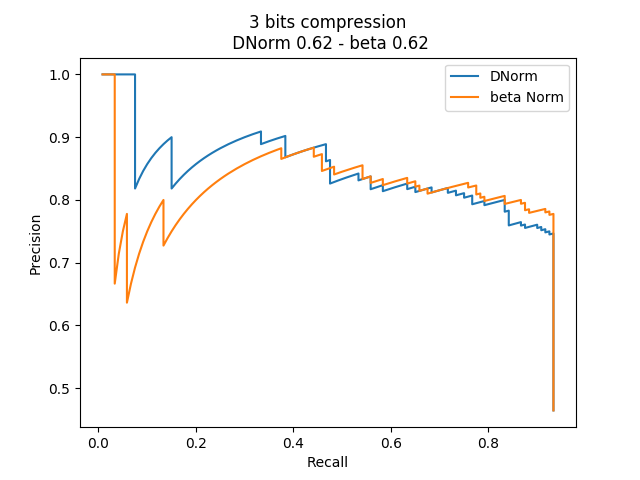 3 bits compression
DNorm 0.62 - beta 0.62
DNorm
beta Norm
1.0
0.9
0.8
0.7
0.6
0.5
Precision
0.0
0.2
0.4
0.6
0.8
Recall